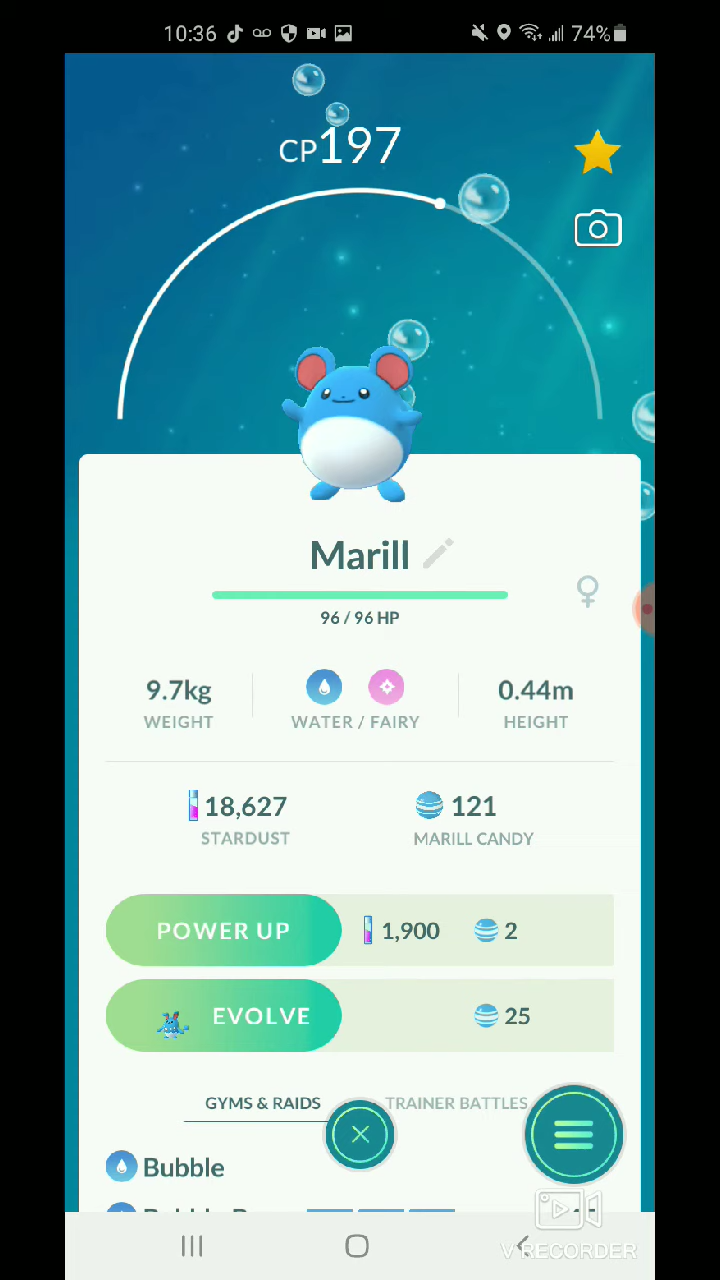 10:36 74%
CP197
Marill
96 / 96 HP
9.7kg
WEIGHT
WATER / FAIRY
0.44m
HEIGHT
18,627
STARDUST
121
MARILL CANDY
POWER UP 1,900 2
EVOLVE 25
GYMS & RAIDS TRAINER BATTLES
Bubble
V RECORDER